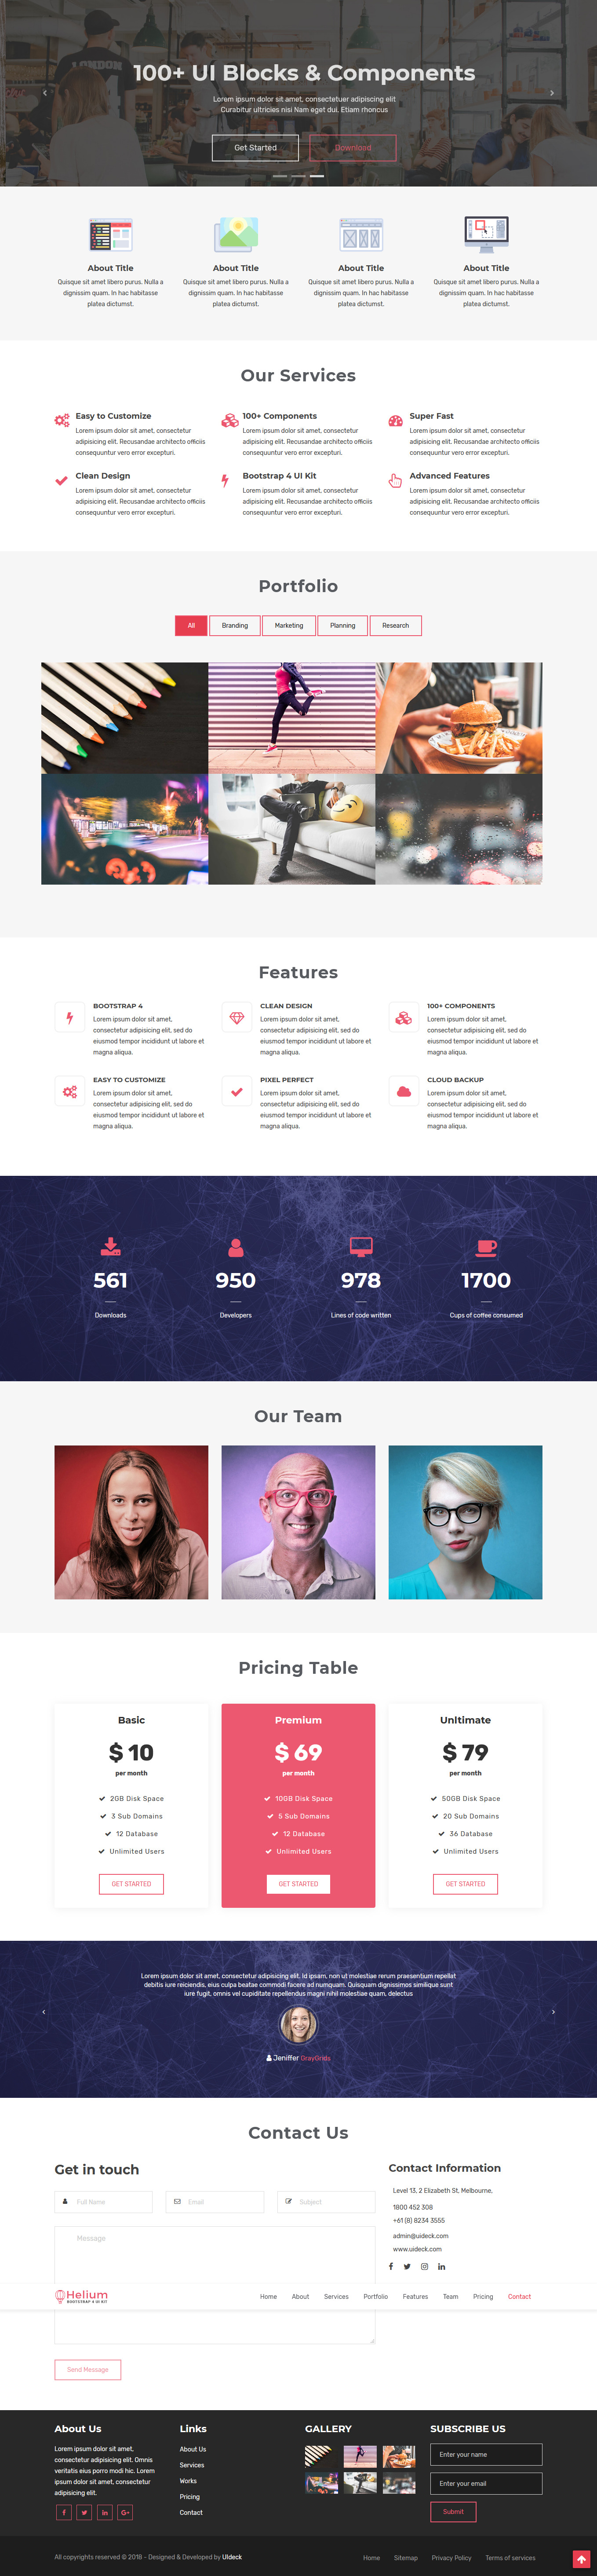 LONDON
100+ UI Blocks & Components
Lorem ipsum dolor sit amet, consectetuer adipiscing elit
Curabitur ultricies nisi Nam eget dui. Etiam rhoncus
Get Started
Download
About Title
Quisque sit amet libero purus. Nulla a
dignissim quam. In hac habitasse
platea dictumst.
About Title
Quisque sit amet libero purus. Nulla a
dignissim quam. In hac habitasse
platea dictumst.
About Title
Quisque sit amet libero purus. Nulla a
dignissim quam. In hac habitasse
platea dictumst.
About Title
Quisque sit amet libero purus. Nulla a
dignissim quam. In hac habitasse
platea dictumst.
Our Services
Easy to Customize
Lorem ipsum dolor sit amet, consectetur
adipisicing elit. Recusandae architecto officiis
consequuntur vero error excepturi.
100+ Components
Lorem ipsum dolor sit amet, consectetur
adipisicing elit. Recusandae architecto officiis
consequuntur vero error excepturi.
Super Fast
Lorem ipsum dolor sit amet, consectetur
adipisicing elit. Recusandae architecto officiis
consequuntur vero error excepturi.
Clean Design
Lorem ipsum dolor sit amet, consectetur
adipisicing elit. Recusandae architecto officiis
consequuntur vero error excepturi.
Bootstrap 4 UI Kit
Lorem ipsum dolor sit amet, consectetur
adipisicing elit. Recusandae architecto officiis
consequuntur vero error excepturi.
Advanced Features
Lorem ipsum dolor sit amet, consectetur
adipisicing elit. Recusandae architecto officiis
consequuntur vero error excepturi.
Portfolio
All
Branding
Marketing
Planning
Research
Features
BOOTSTRAP 4
Lorem ipsum dolor sit amet,
consectetur adipisicing elit, sed do
eiusmod tempor incididunt ut labore et
magna aliqua.
CLEAN DESIGN
Lorem ipsum dolor sit amet,
consectetur adipisicing elit, sed do
eiusmod tempor incididunt ut labore et
magna aliqua.
100+ COMPONENTS
Lorem ipsum dolor sit amet,
consectetur adipisicing elit, sed do
eiusmod tempor incididunt ut labore et
magna aliqua.
EASY TO CUSTOMIZE
Lorem ipsum dolor sit amet,
consectetur adipisicing elit, sed do
eiusmod tempor incididunt ut labore et
magna aliqua.
PIXEL PERFECT
Lorem ipsum dolor sit amet,
consectetur adipisicing elit, sed do
eiusmod tempor incididunt ut labore et
magna aliqua.
CLOUD BACKUP
Lorem ipsum dolor sit amet,
consectetur adipisicing elit, sed do
eiusmod tempor incididunt ut labore et
magna aliqua.
561
Downloads
950
Developers
978
Lines of code written
1700
Cups of coffee consumed
Our Team
Pricing Table
Basic
$ 10
per month
2GB Disk Space
3 Sub Domains
12 Database
Unlimited Users
GET STARTED
Premium
$ 69
per month
10GB Disk Space
5 Sub Domains
12 Database
Unlimited Users
GET STARTED
Unltimate
$ 79
per month
50GB Disk Space
20 Sub Domains
36 Database
Unlimited Users
GET STARTED
Lorem ipsum dolor sit amet, consectetur adipisicing elit. Id ipsam, non ut molestiae rerum praesentium repellat
debitis iure reiciendis, eius culpa beatae commodi facere ad numquam. Quisquam dignissimos similique sunt
iure fugit, omnis vel cupiditate repellendus magni nihil molestiae quam, delectus
Jeniffer GrayGrids
Contact Us
Get in touch
Full Name
Email
Subject
Message
Contact Information
Level 13, 2 Elizabeth St, Melbourne,
1800 452 308
+61 (8) 8234 3555
admin@uideck.com
www.uideck.com
Helium
BOOTSTRAP 4 UI KIT
Home
About
Services
Portfolio
Features
Team
Pricing
Contact
Send Message
About Us
Lorem ipsum dolor sit amet,
consectetur adipisicing elit. Omnis
veritatis eius porro modi hic. Lorem
ipsum dolor sit amet, consectetur
adipisicing elit.
Links
About Us
Services
Works
Pricing
Contact
GALLERY
SUBSCRIBE US
Enter your name
Enter your email
Submit
All copyrights reserved © 2018 - Designed & Developed by UIdeck
Home
Sitemap
Privacy Policy
Terms of services